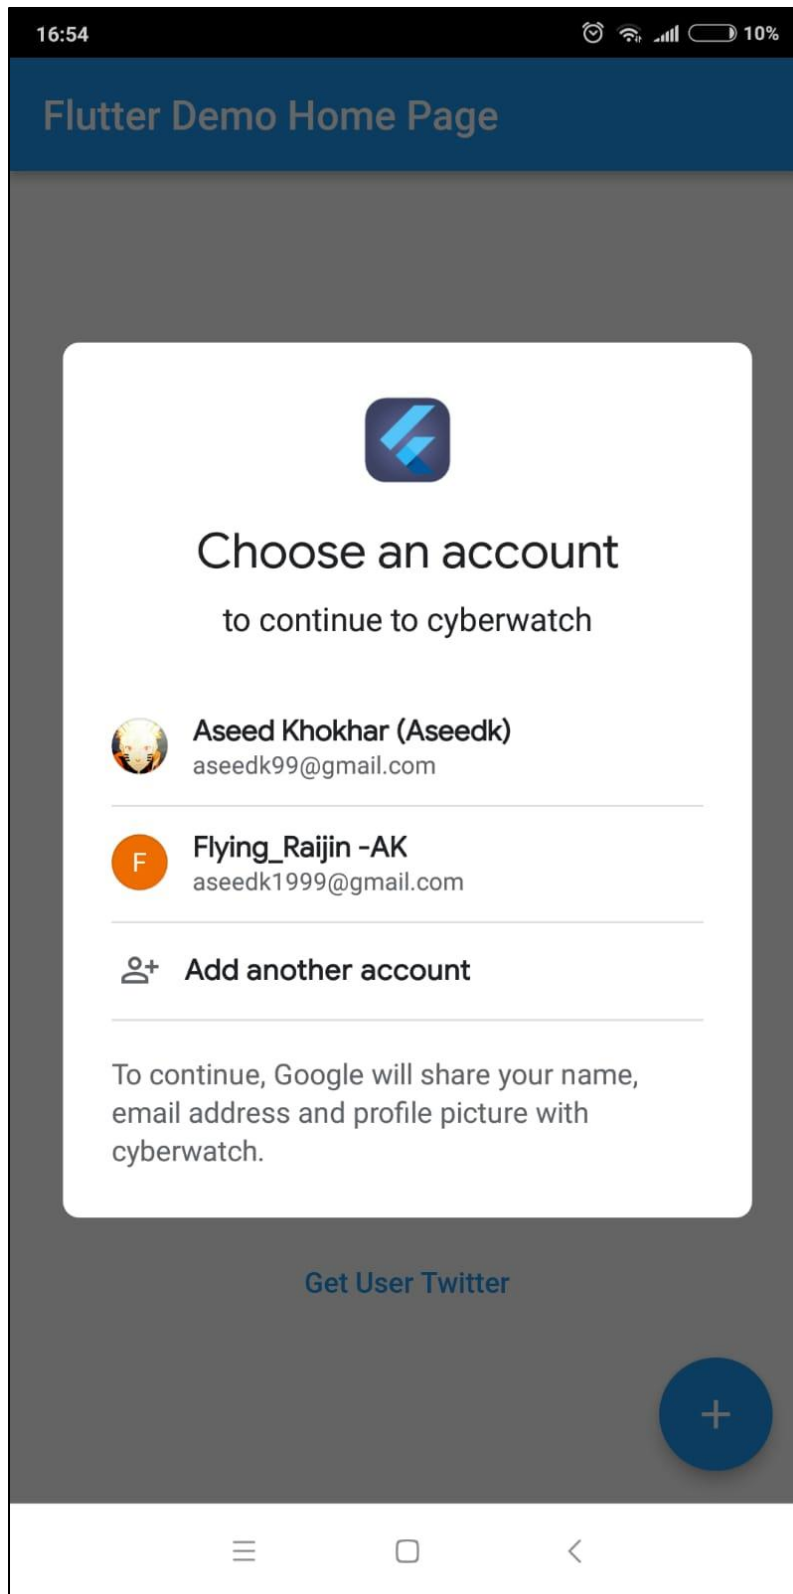 16:54
10%
Flutter Demo Home Page
Choose an account
to continue to cyberwatch
Aseed Khokhar (Aseedk)
aseedk99@gmail.com
F
Flying_Raijin -AK
aseedk1999@gmail.com
Add another account
To continue, Google will share your name,
email address and profile picture with
cyberwatch.
Get User Twitter